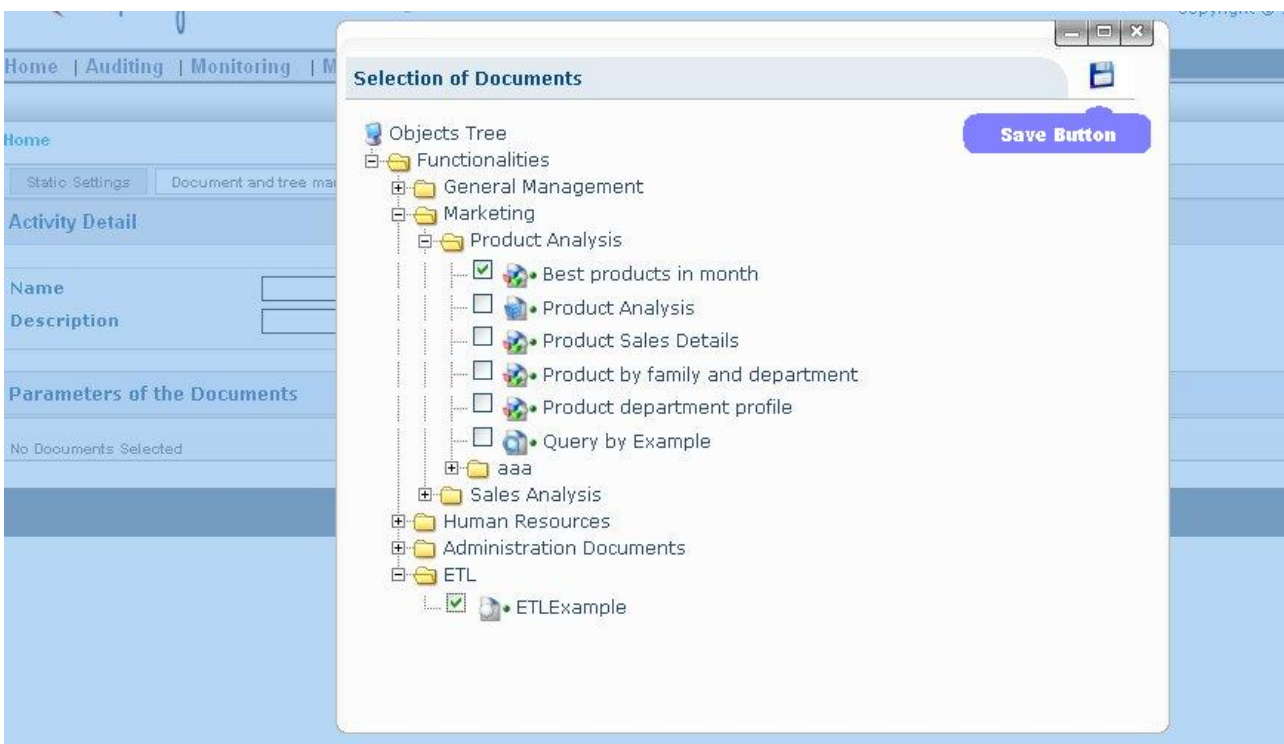 Copyright ©
Home | Auditing | Monitoring | M
Selection of Documents
Save Button
Home
Static Settings Document and tree ma
Activity Detail
Name
Description
Parameters of the Documents
No Documents Selected
Objects Tree
Functionalities
General Management
Marketing
Product Analysis
Best products in month
Product Analysis
Product Sales Details
Product by family and department
Product department profile
Query by Example
aaa
Sales Analysis
Human Resources
Administration Documents
ETL
ETLExample